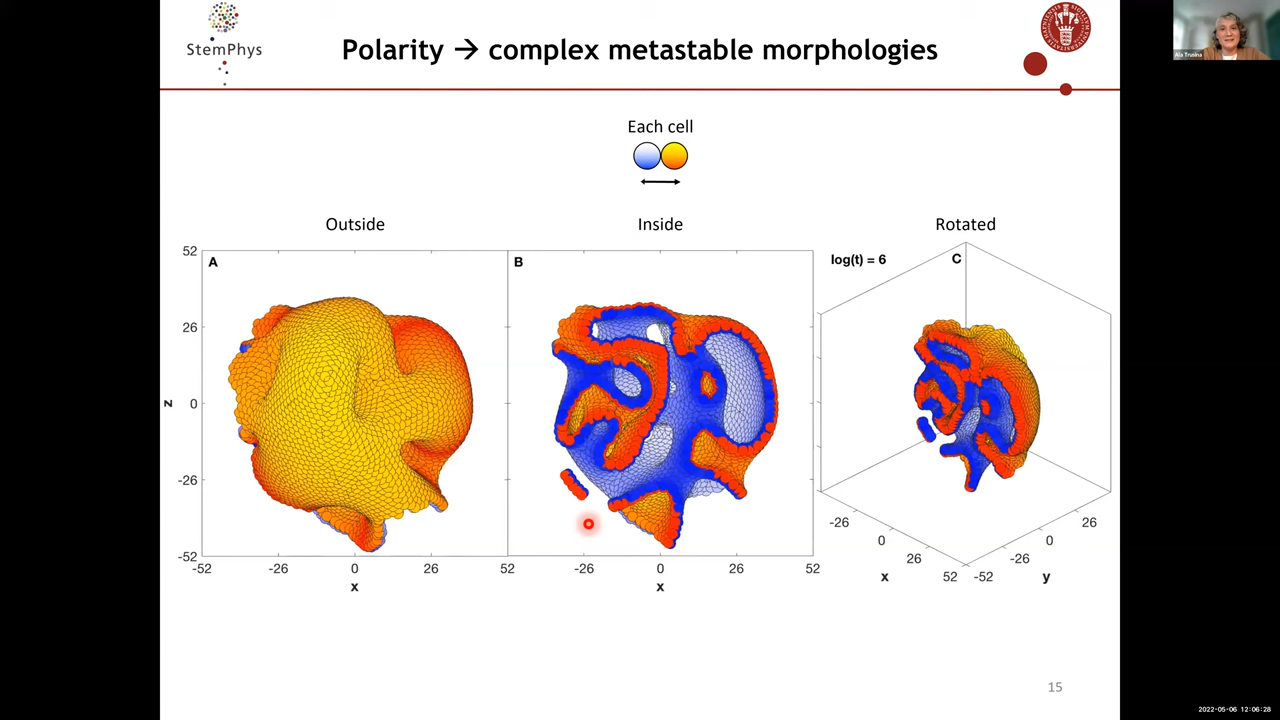 StemPhys
Polarity → complex metastable morphologies
Ala Trusina
Each cell
Outside
Inside
Rotated
A
B
C
log(t) = 6
52
26
0
-26
-52
z
-52
-26
0
26
52
x
-26
0
26
52
x
-26
0
26
52
x
-52
-26
0
26
y
15
2022-05-06 12:06:28